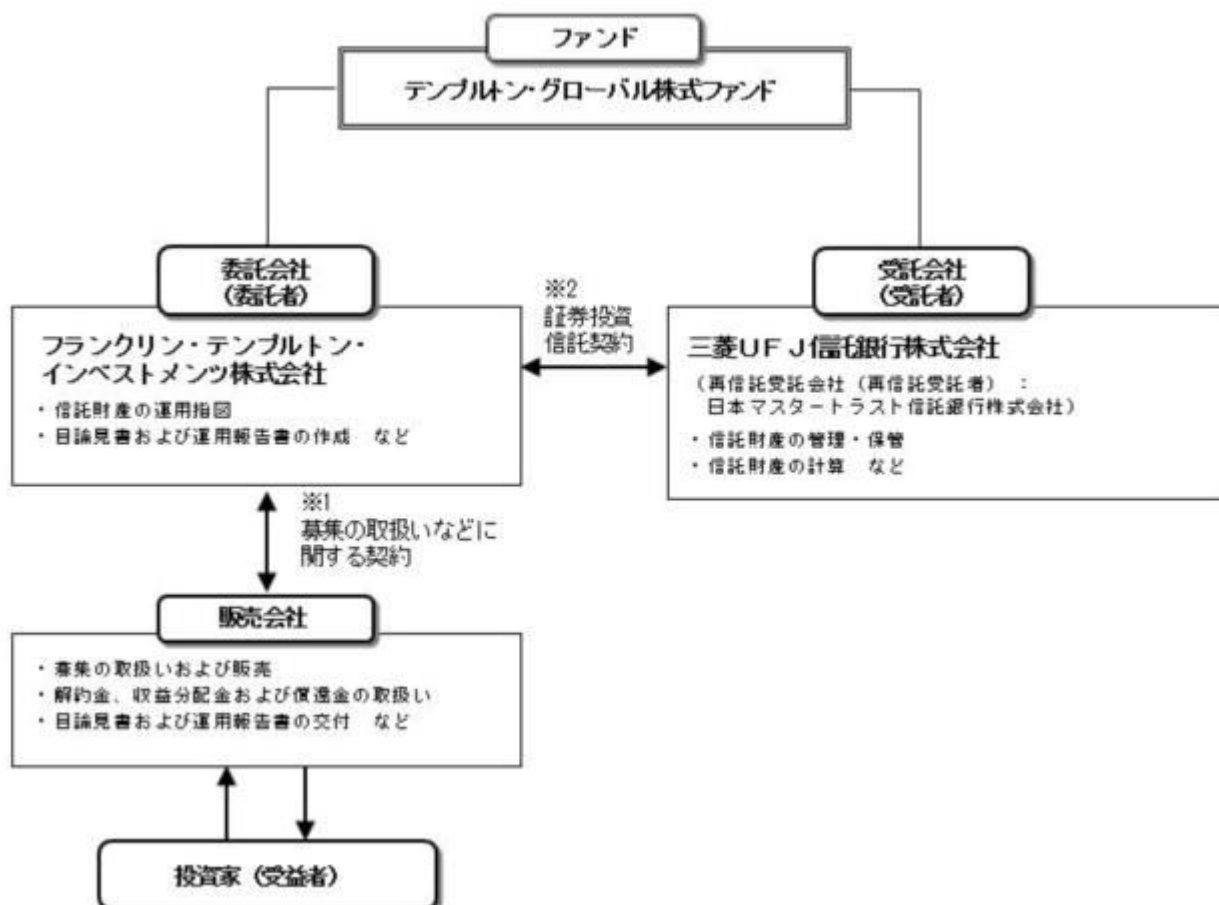 ファンド
テンプルトン・グローバル株式ファンド
委託会社
(委託者)
フランクリン・テンプルトン・
インベストメンツ株式会社
・信託財産の運用指図
・目論見書および運用報告書の作成　など
※2
証券投資
信託契約
受託会社
(受託者)
三菱UFJ信託銀行株式会社
(再信託受託会社(再信託受託者)：
日本マスタートラスト信託銀行株式会社)
・信託財産の管理・保管
・信託財産の計算　など
※1
募集の取扱いなどに
関する契約
販売会社
・募集の取扱いおよび販売
・解約金、収益分配金および償還金の取扱い
・目論見書および運用報告書の交付　など
投資家(受益者)